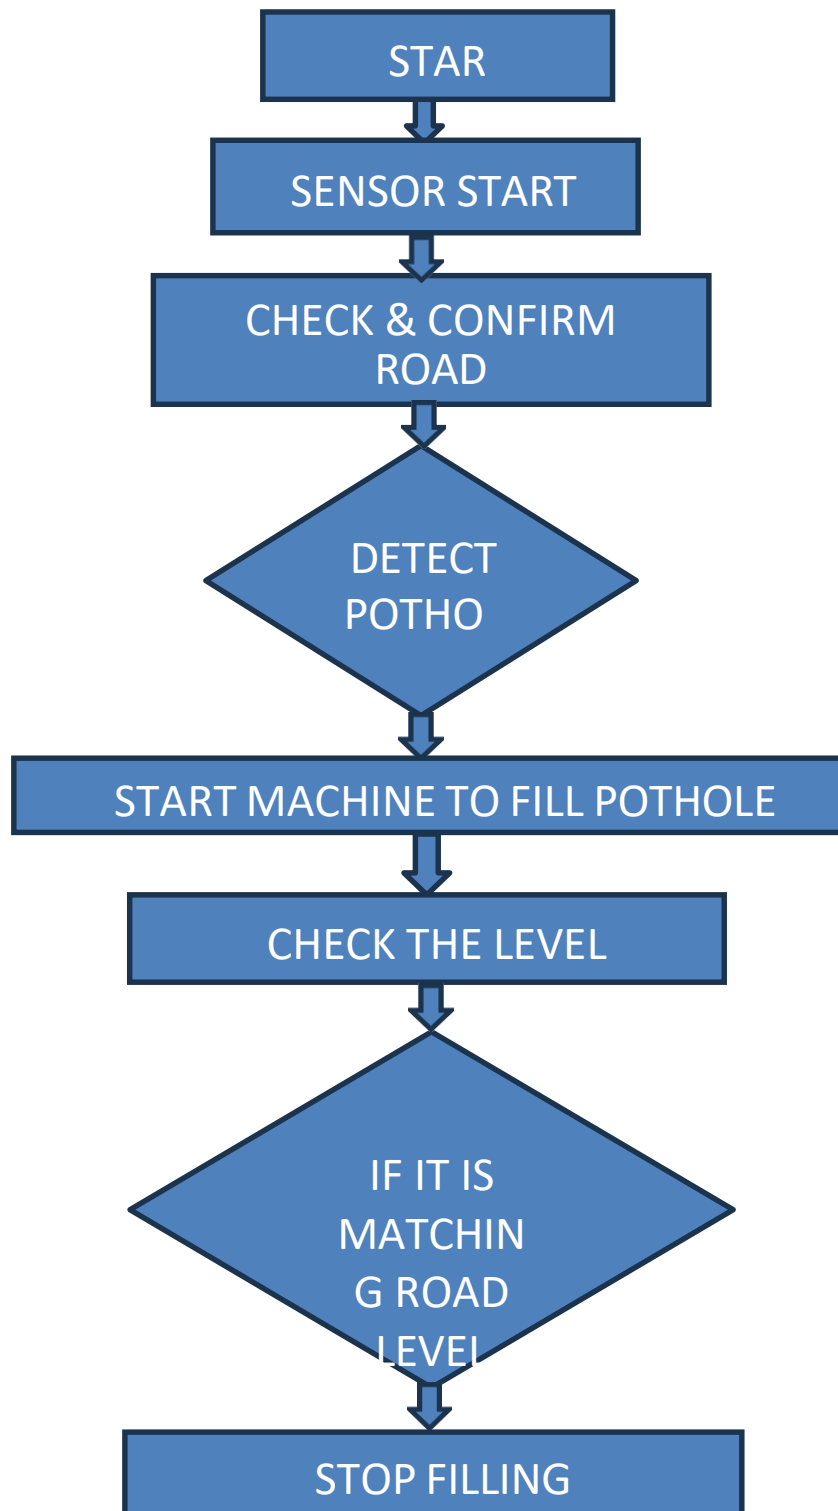 STAR
SENSOR START
CHECK & CONFIRM
ROAD
DETECT
POTHO
START MACHINE TO FILL POTHOLE
CHECK THE LEVEL
IF IT IS
MATCHIN
G ROAD
LEVEL
STOP FILLING